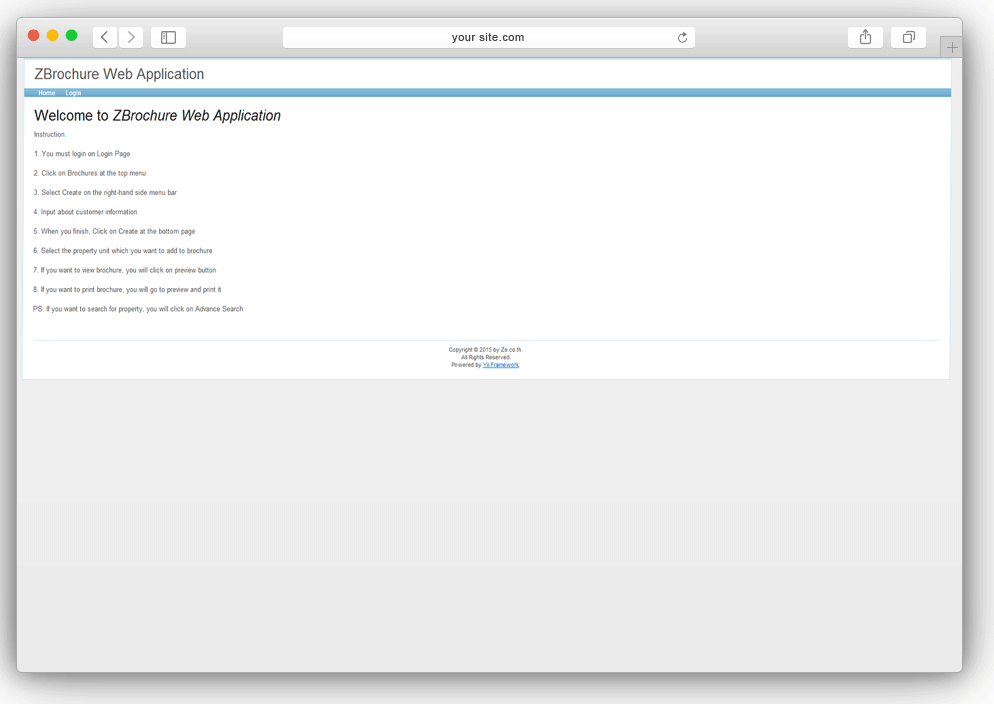 your site.com
ZBrochure Web Application
Home Login
Welcome to ZBrochure Web Application
Instruction.
1. You must login on Login Page
2. Click on Brochures at the top menu
3. Select Create on the right-hand side menu bar
4. Input about customer information
5. When you finish, Click on Create at the bottom page
6. Select the property unit which you want to add to brochure
7. If you want to view brochure, you will click on preview button
8. If you want to print brochure, you will go to preview and print it
PS. If you want to search for property, you will click on Advance Search
Copyright © 2015 by Ze.co.th.
All Rights Reserved.
Powered by Yii Framework.